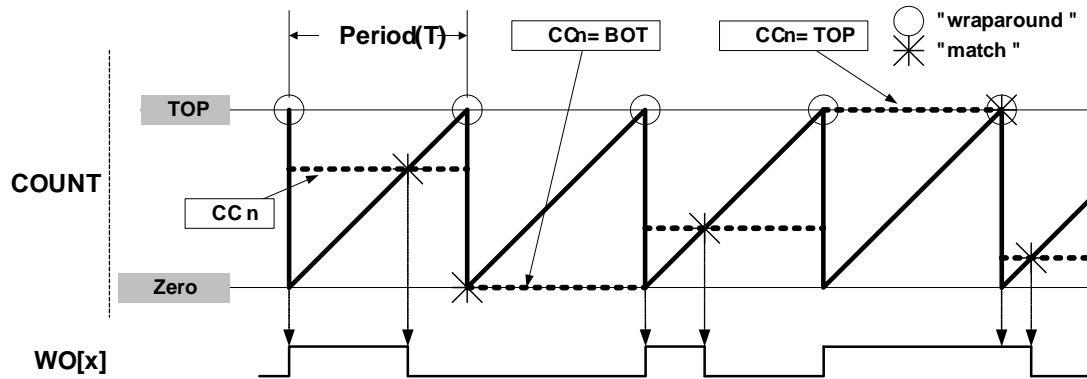 Period(T)
CCn= BOT
CCn= TOP
" wraparound "
" match "
TOP
COUNT
CC n
Zero
WO[x]